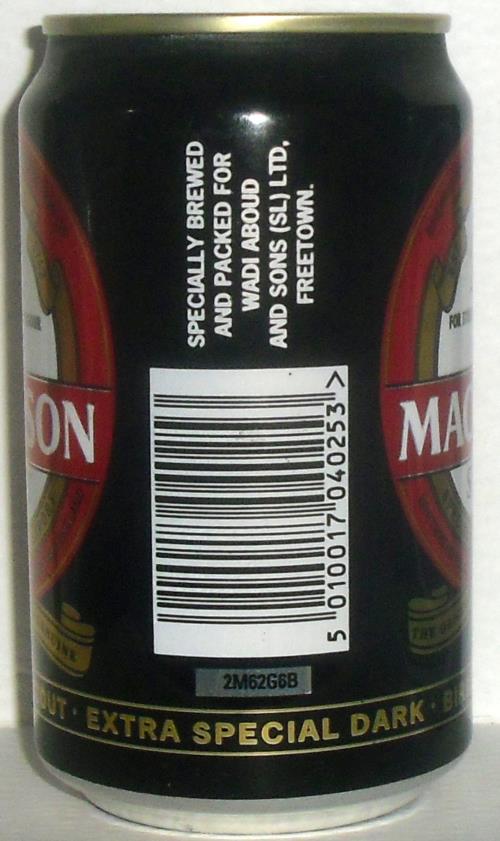 SPECIALLY BREWED
AND PACKED FOR
WADI ABOUD
AND SONS (SL) LTD,
FREETOWN.
5 010017 040253 >
SON
MAC
2M62G6B
OUT · EXTRA SPECIAL DARK ·